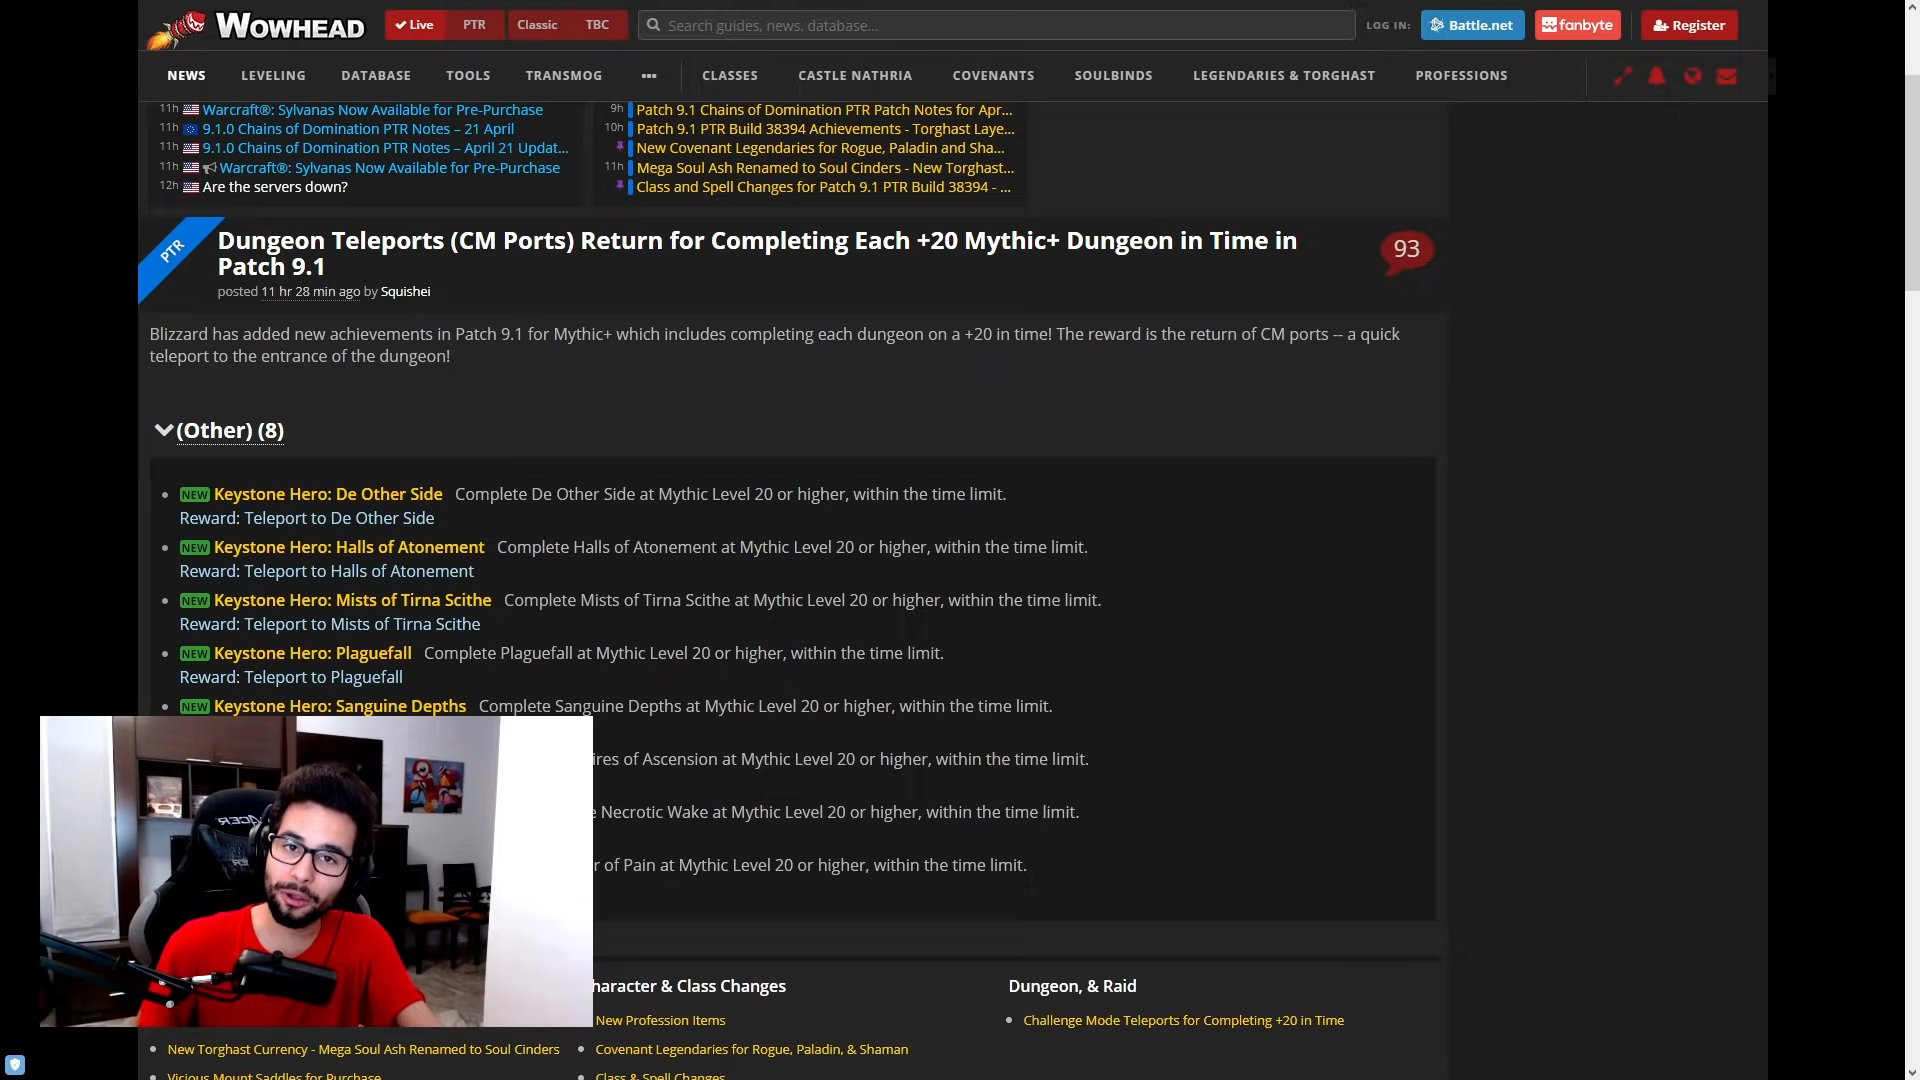 WOWHEAD
Live PTR Classic TBC
Search guides, news, database...
LOG IN: Battle.net fanbyte Register
NEWS LEVELING DATABASE TOOLS TRANSMOG ••• CLASSES CASTLE NATHRIA COVENANTS SOULBINDS LEGENDARIES & TORGHAST PROFESSIONS
11h Warcraft®: Sylvanas Now Available for Pre-Purchase
11h 9.1.0 Chains of Domination PTR Notes – 21 April
11h 9.1.0 Chains of Domination PTR Notes – April 21 Updat...
11h Warcraft®: Sylvanas Now Available for Pre-Purchase
12h Are the servers down?
9h Patch 9.1 Chains of Domination PTR Patch Notes for Apr...
10h Patch 9.1 PTR Build 38394 Achievements - Torghast Laye...
New Covenant Legendaries for Rogue, Paladin and Sha...
11h Mega Soul Ash Renamed to Soul Cinders - New Torghast...
Class and Spell Changes for Patch 9.1 PTR Build 38394 - ...
PTR
Dungeon Teleports (CM Ports) Return for Completing Each +20 Mythic+ Dungeon in Time in
Patch 9.1
93
posted 11 hr 28 min ago by Squishei
Blizzard has added new achievements in Patch 9.1 for Mythic+ which includes completing each dungeon on a +20 in time! The reward is the return of CM ports -- a quick
teleport to the entrance of the dungeon!
(Other) (8)
NEW Keystone Hero: De Other Side Complete De Other Side at Mythic Level 20 or higher, within the time limit.
Reward: Teleport to De Other Side
NEW Keystone Hero: Halls of Atonement Complete Halls of Atonement at Mythic Level 20 or higher, within the time limit.
Reward: Teleport to Halls of Atonement
NEW Keystone Hero: Mists of Tirna Scithe Complete Mists of Tirna Scithe at Mythic Level 20 or higher, within the time limit.
Reward: Teleport to Mists of Tirna Scithe
NEW Keystone Hero: Plaguefall Complete Plaguefall at Mythic Level 20 or higher, within the time limit.
Reward: Teleport to Plaguefall
NEW Keystone Hero: Sanguine Depths Complete Sanguine Depths at Mythic Level 20 or higher, within the time limit.
ires of Ascension at Mythic Level 20 or higher, within the time limit.
Necrotic Wake at Mythic Level 20 or higher, within the time limit.
r of Pain at Mythic Level 20 or higher, within the time limit.
haracter & Class Changes
New Profession Items
Covenant Legendaries for Rogue, Paladin, & Shaman
Class & Spell Changes
Dungeon, & Raid
Challenge Mode Teleports for Completing +20 in Time
New Torghast Currency - Mega Soul Ash Renamed to Soul Cinders
Vicious Mount Saddles for Purchase